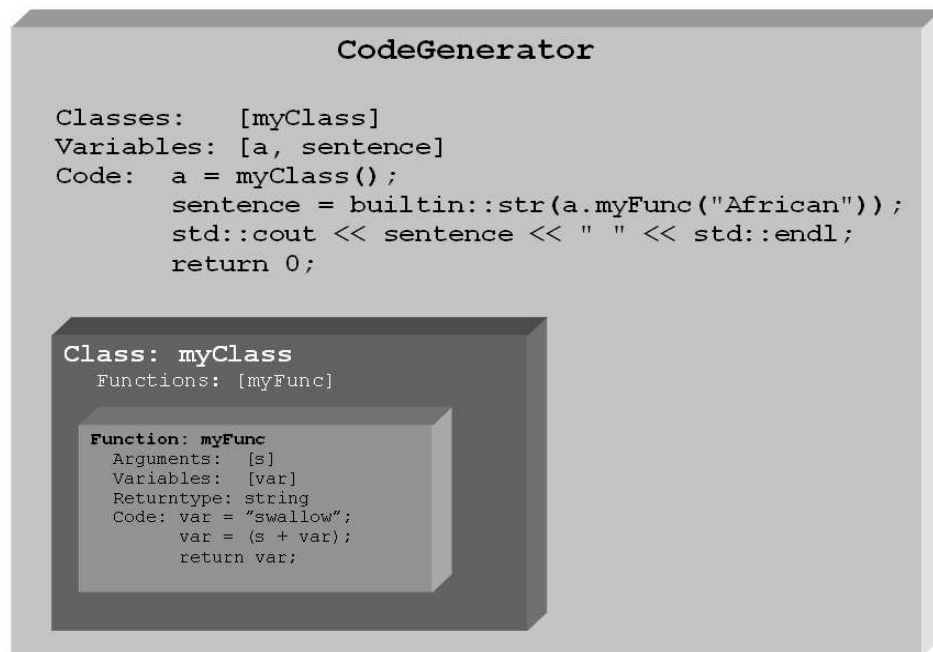 CodeGenerator
Classes: [myClass]
Variables: [a, sentence]
Code: a = myClass();
sentence = builtin::str(a.myFunc("African"));
std::cout << sentence << " " << std::endl;
return 0;
Class: myClass
Functions: [myFunc]
Function: myFunc
Arguments: [s]
Variables: [var]
Returntype: string
Code: var = ”swallow”;
var = (s + var);
return var;